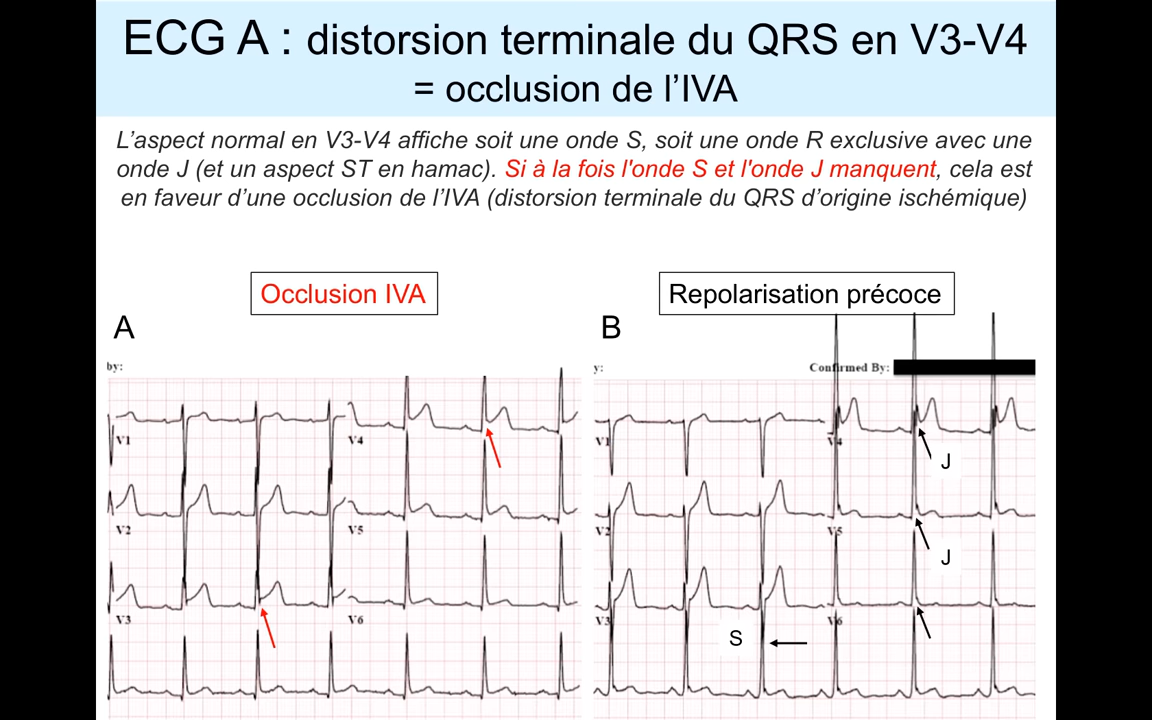 ECG A : distorsion terminale du QRS en V3-V4
= occlusion de l’IVA
L’aspect normal en V3-V4 affiche soit une onde S, soit une onde R exclusive avec une
onde J (et un aspect ST en hamac). Si à la fois l'onde S et l'onde J manquent, cela est
en faveur d’une occlusion de l’IVA (distorsion terminale du QRS d’origine ischémique)
Occlusion IVA
A
by:
V1
V4
V2
V5
V3
V6
Repolarisation précoce
B
y:
Confirmed By:
V1
V4
J
V2
V5
J
V3
V6
S